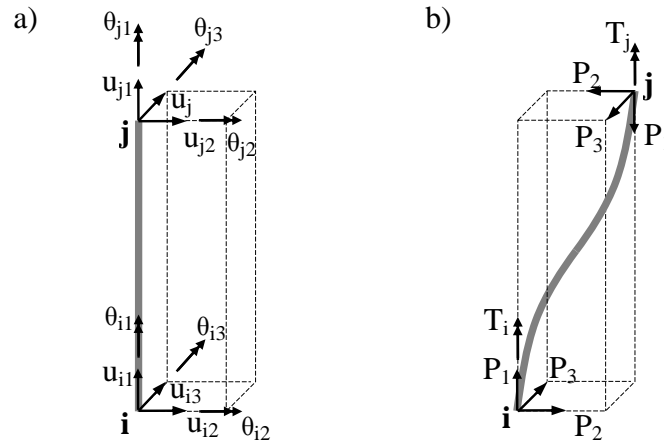 a)
θj1
θj3
uj1
uj
j
uj2
θj2
θi1
θi3
ui1
ui3
i
ui2
θi2
b)
Tj
P2
j
P3
P
Ti
P1
P3
i
P2